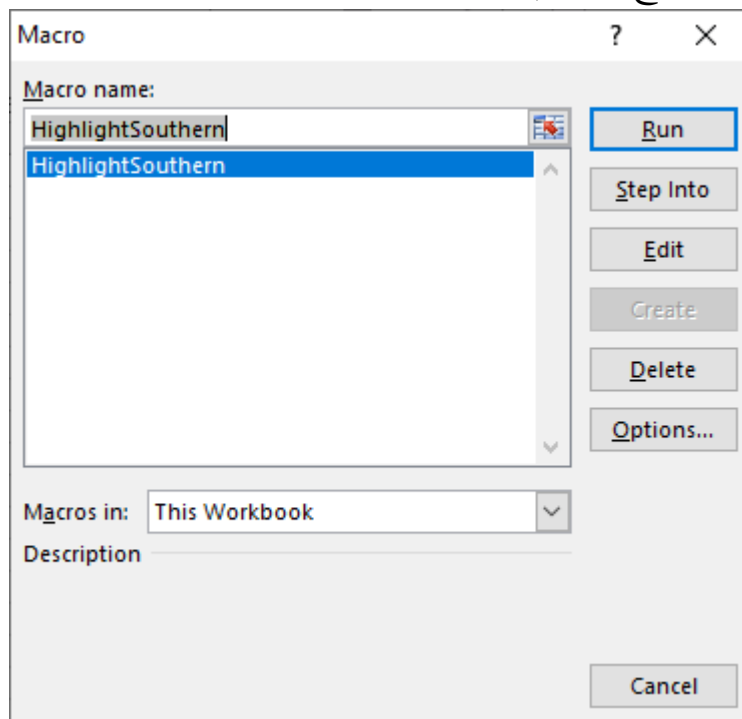 Macro ? ×
Macro name:
HighlightSouthern
HighlightSouthern
Run
Step Into
Edit
Create
Delete
Options...
Macros in: This Workbook
Description
Cancel